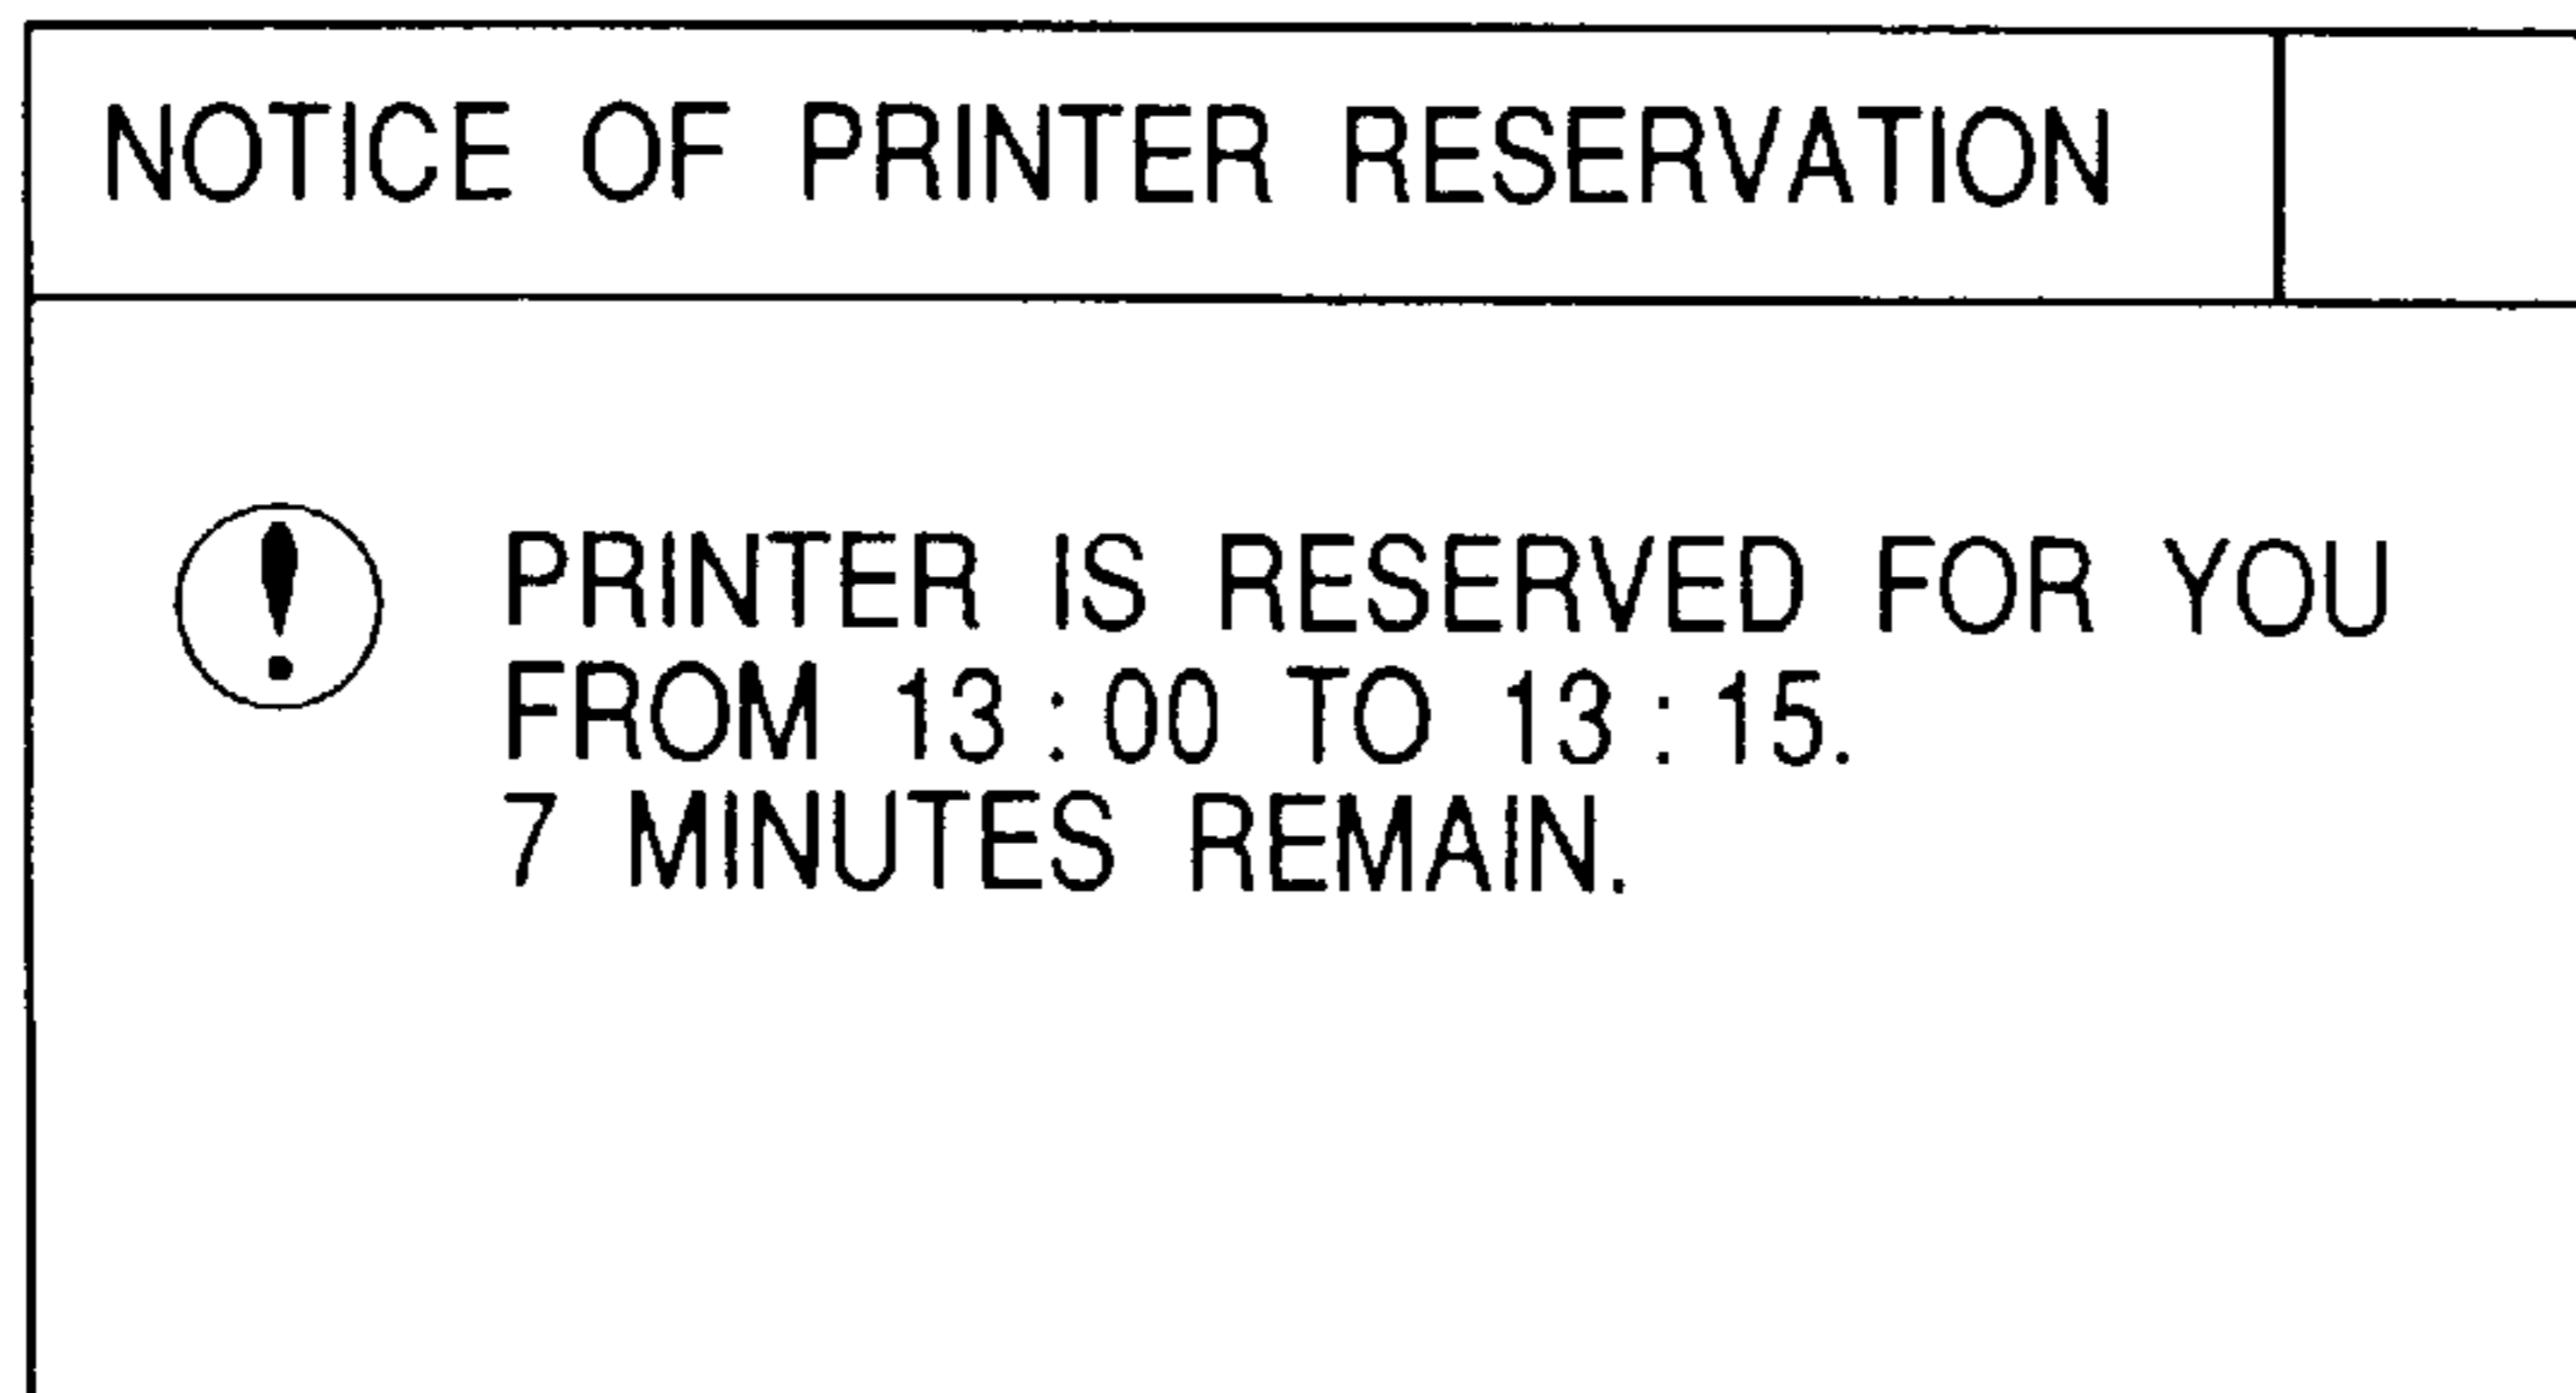 NOTICE OF PRINTER RESERVATION
PRINTER IS RESERVED FOR YOU
FROM 13 : 00 TO 13 : 15.
7 MINUTES REMAIN.